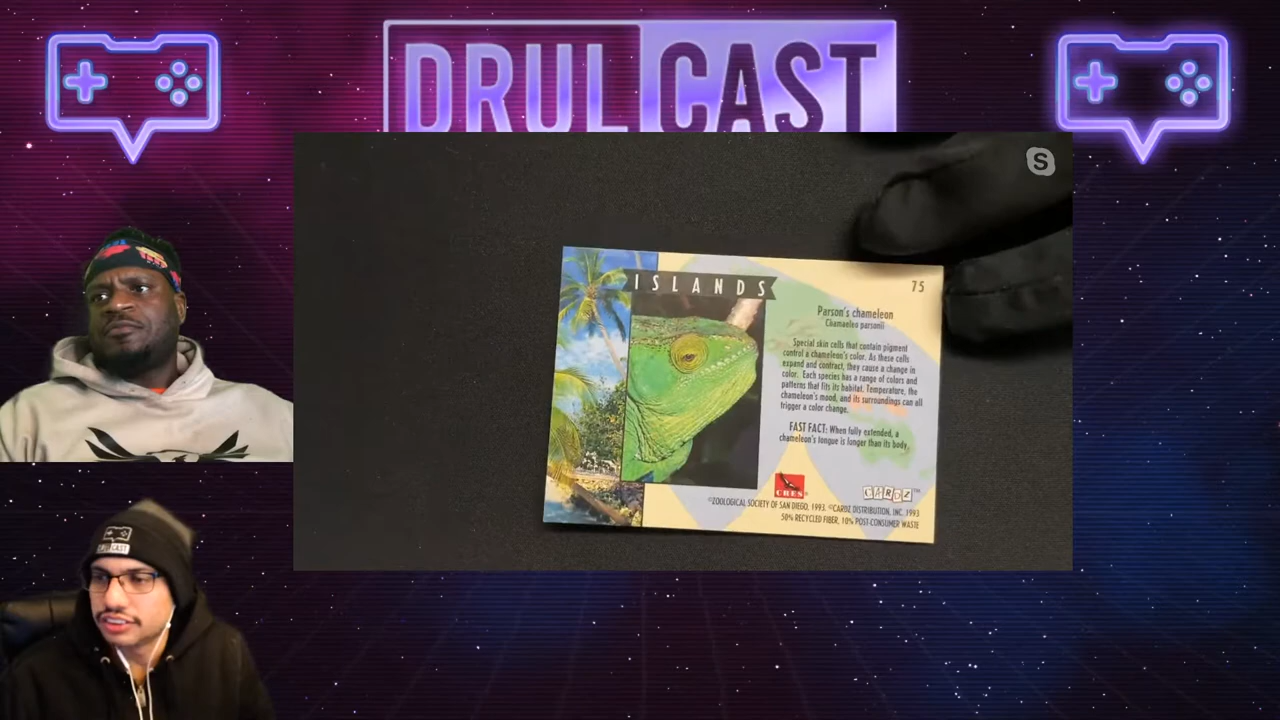 DRUL CAST
S
ISLANDS
75
Parson's chameleon
Chamaeleo parsonii
Special skin cells that contain pigment
control a chameleon's color. As these cells
expand and contract, they cause a change in
color. Each species has a range of colors and
patterns that fits its habitat. Temperature, the
chameleon's mood, and its surroundings can all
trigger a color change.
FAST FACT: When fully extended, a
chameleon's tongue is longer than its body.
CRES®
CARDZ™
©ZOOLOGICAL SOCIETY OF SAN DIEGO, 1993. ©CARDZ DISTRIBUTION, INC. 1993
50% RECYCLED FIBER, 10% POST-CONSUMER WASTE
CAST